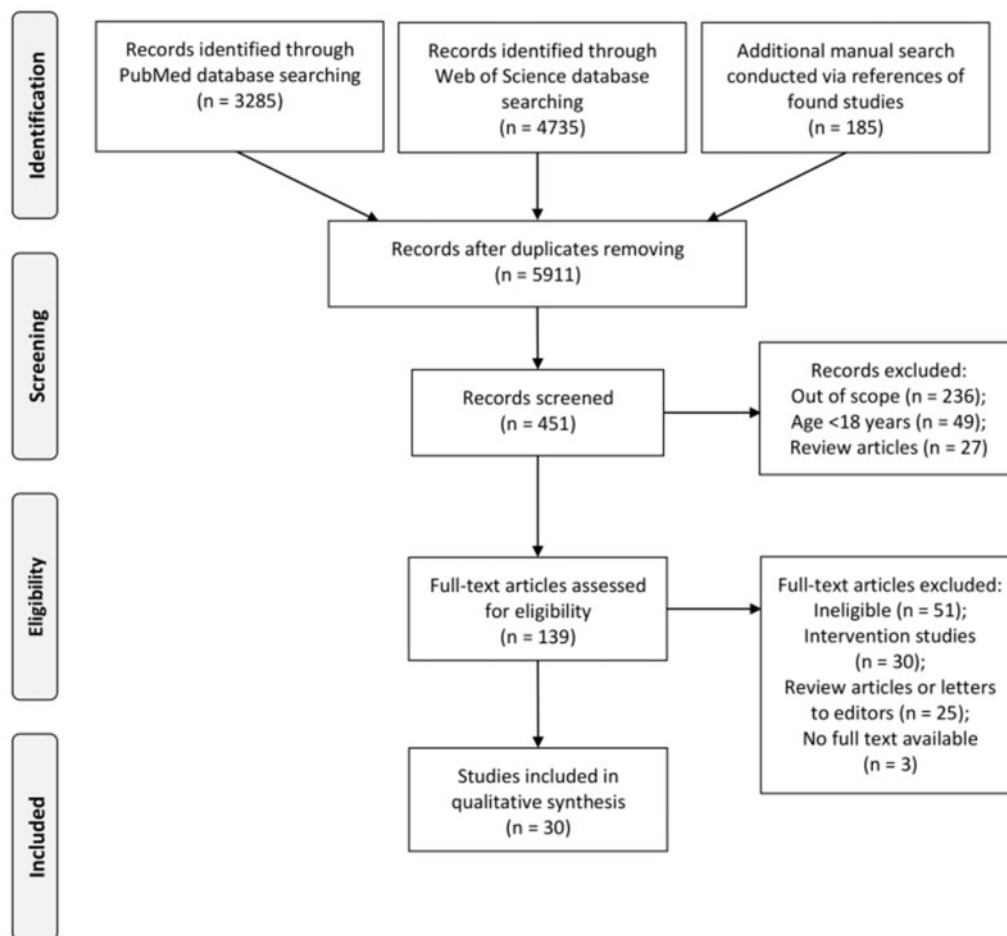 Identification
Records identified through
PubMed database searching
(n = 3285)
Records identified through
Web of Science database
searching
(n = 4735)
Additional manual search
conducted via references of
found studies
(n = 185)
Records after duplicates removing
(n = 5911)
Screening
Records screened
(n = 451)
Records excluded:
Out of scope (n = 236);
Age <18 years (n = 49);
Review articles (n = 27)
Eligibility
Full-text articles assessed
for eligibility
(n = 139)
Full-text articles excluded:
Ineligible (n = 51);
Intervention studies
(n = 30);
Review articles or letters
to editors (n = 25);
No full text available
(n = 3)
Included
Studies included in
qualitative synthesis
(n = 30)